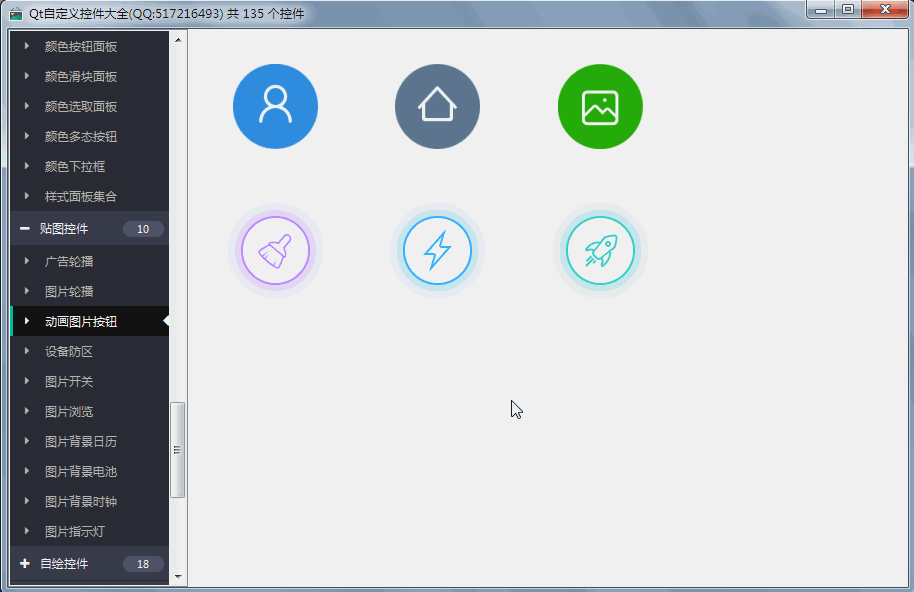 Qt自定义控件大全(QQ:517216493) 共 135 个控件
颜色按钮面板
颜色滑块面板
颜色选取面板
颜色多态按钮
颜色下拉框
样式面板集合
贴图控件 10
广告轮播
图片轮播
动画图片按钮
设备防区
图片开关
图片浏览
图片背景日历
图片背景电池
图片背景时钟
图片指示灯
自绘控件 18